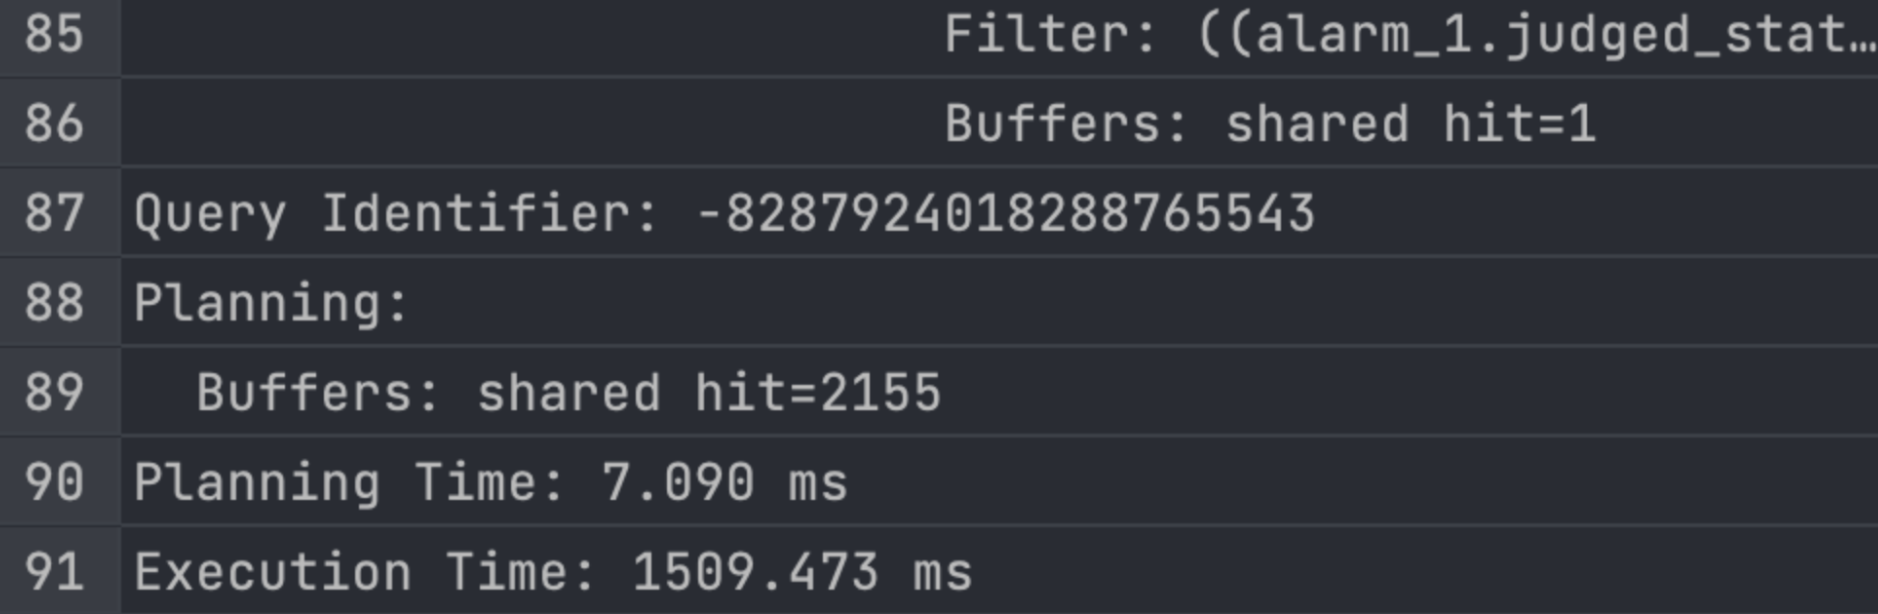 85 Filter: ((alarm_1.judged_stat…
86 Buffers: shared hit=1
87 Query Identifier: -8287924018288765543
88 Planning:
89 Buffers: shared hit=2155
90 Planning Time: 7.090 ms
91 Execution Time: 1509.473 ms